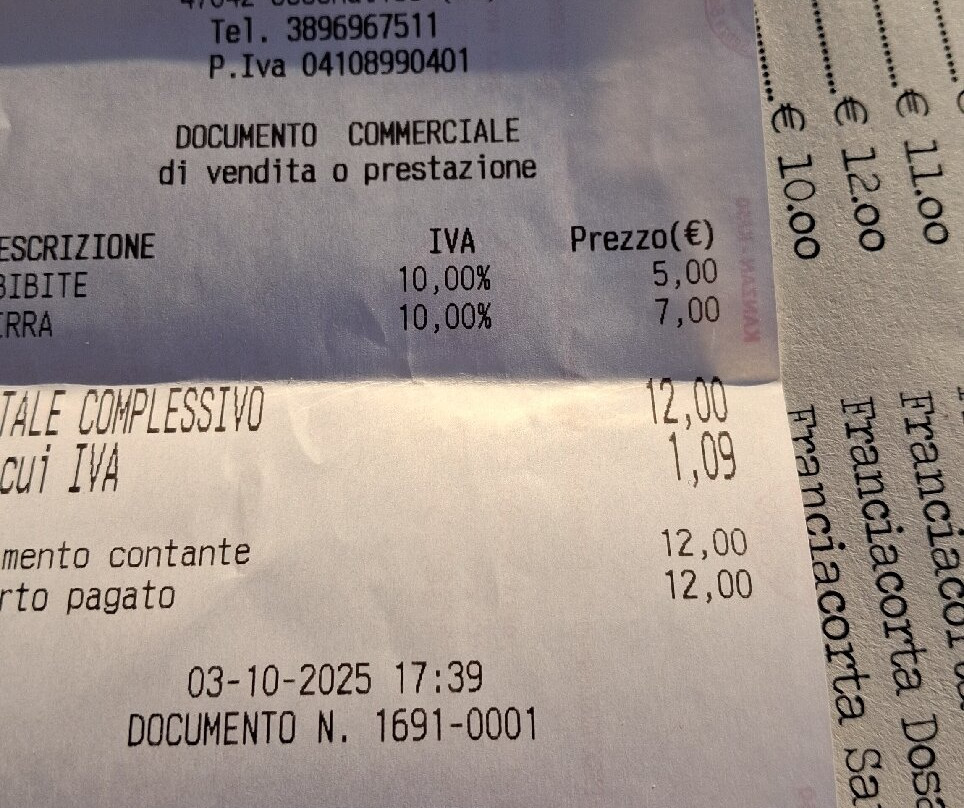 Tel. 3896967511
P.Iva 04108990401
DOCUMENTO COMMERCIALE
di vendita o prestazione
ESCRIZIONE IVA Prezzo(€)
BIBITE 10,00% 5,00
RRA 10,00% 7,00
TALE COMPLESSIVO 12,00
cui IVA 1,09
mento contante 12,00
rto pagato 12,00
03-10-2025 17:39
DOCUMENTO N. 1691-0001
€ 11.00
€ 12.00
€ 10.00
Franciacorta
Franciacorta Dosa
Franciacorta Sa